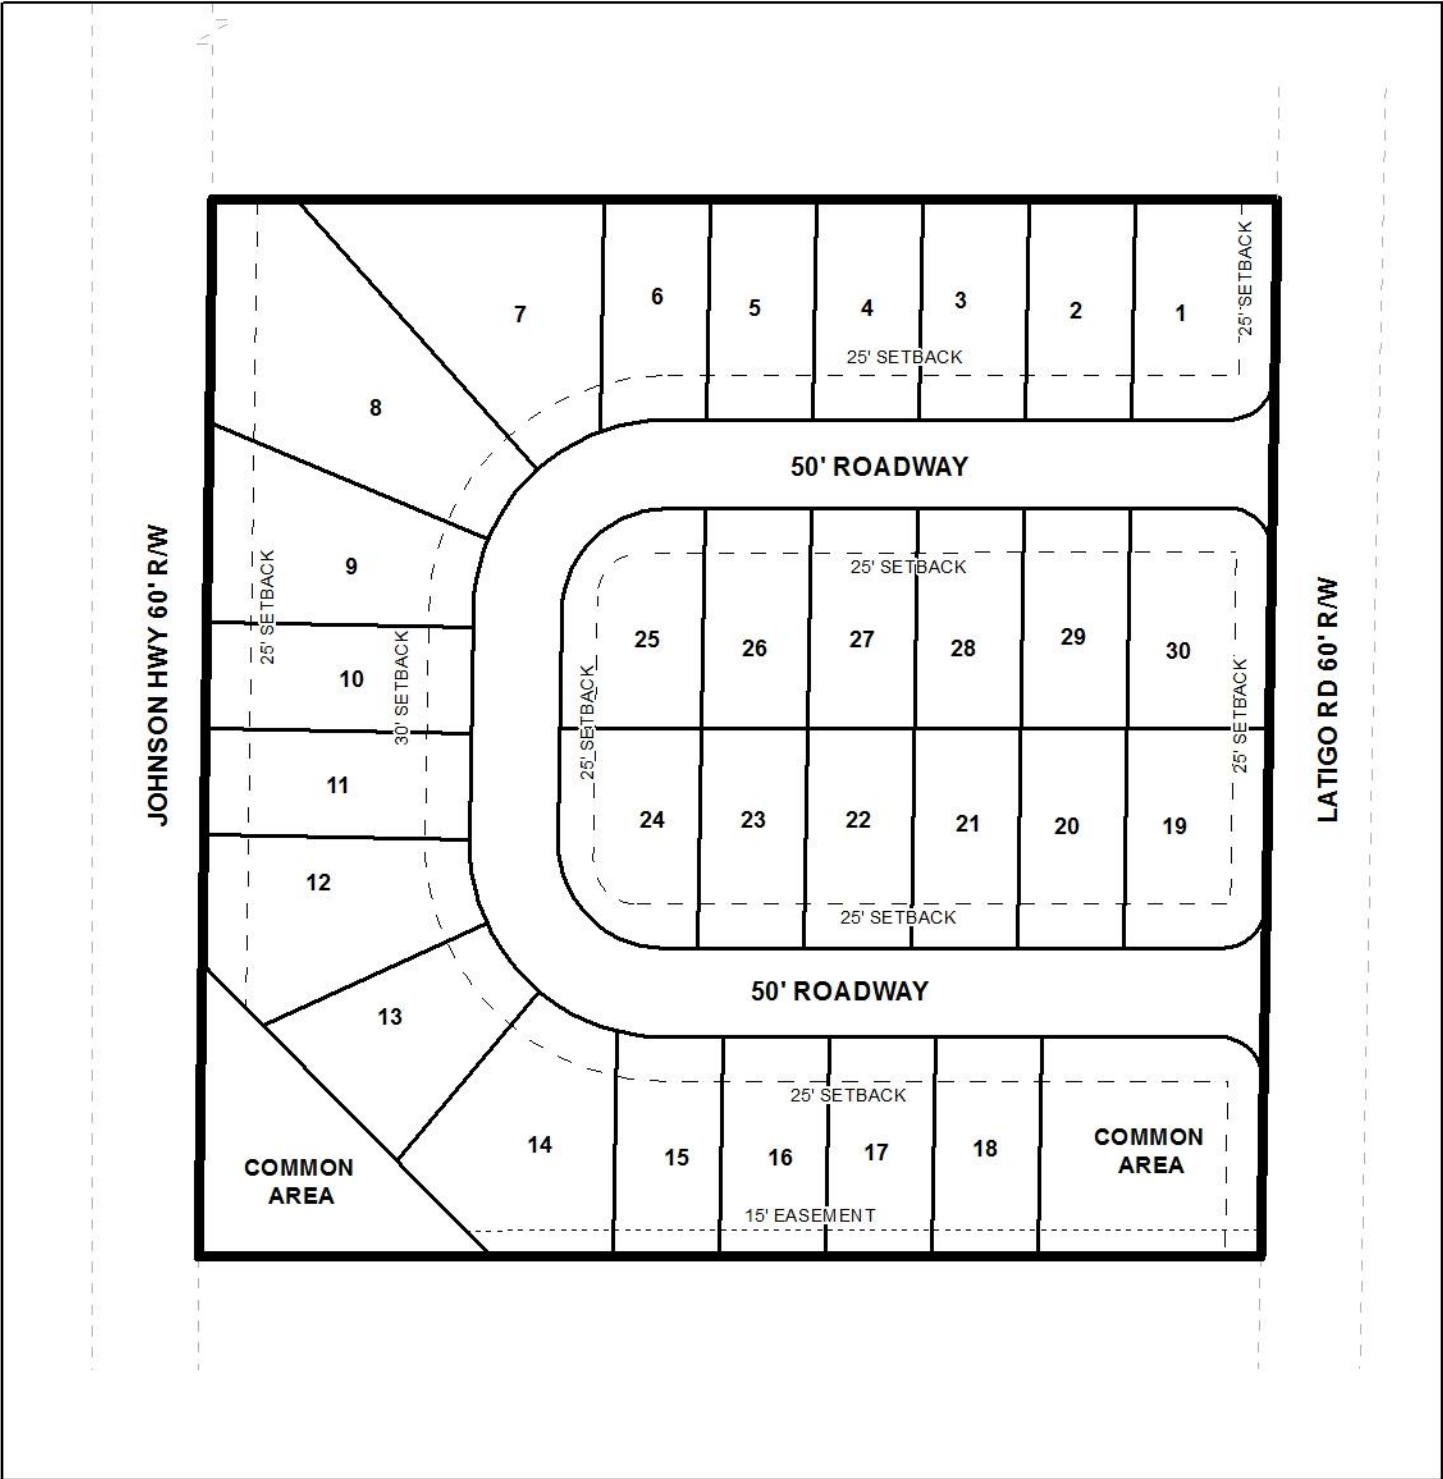 25' SETBACK
6
3
5
4
2
1
7
25' SETBACK
8
50' ROADWAY
JOHNSON HWY 60' R/W
25' SETBACK
9
25' SETBACK
LATIGO RD 60' R/W
25
26
27
28
29
30
10
30' SETBACK
25' SETBACK
25' SETBACK
11
24
23
22
21
20
19
12
25' SETBACK
50' ROADWAY
13
25' SETBACK
14
15
16
17
18
COMMON
AREA
COMMON
AREA
15' EASEMENT